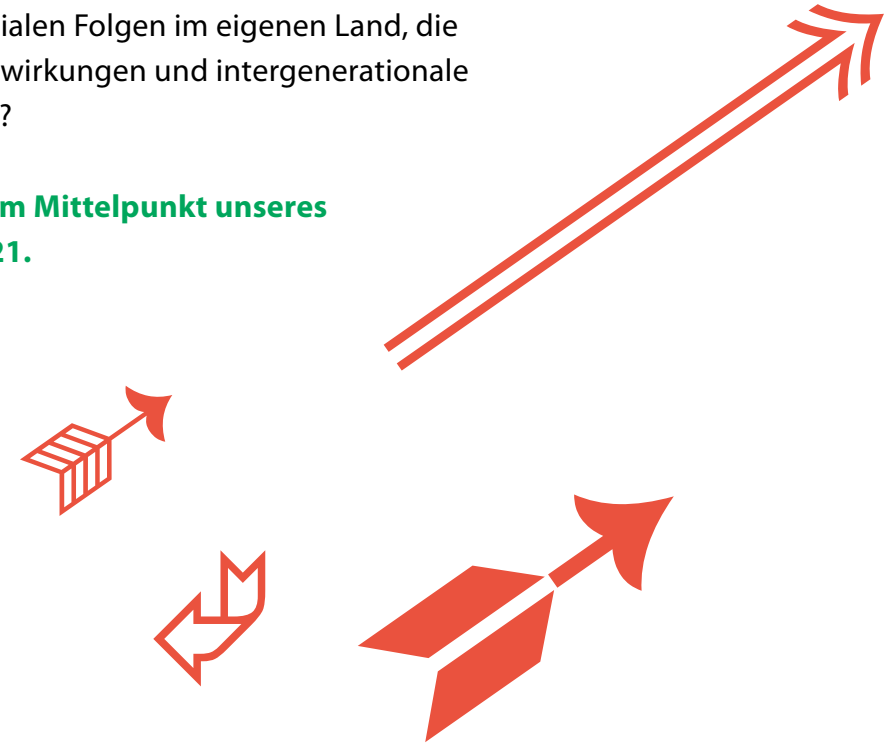 ialen Folgen im eigenen Land, die
wirkungen und intergenerationale
?
m Mittelpunkt unseres
21.